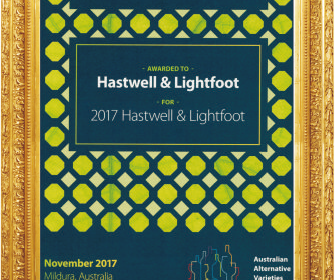 - AWARDED TO -
Hastwell & Lightfoot
- FOR -
2017 Hastwell & Lightfoot
November 2017
Mildura, Australia
Australian
Alternative
Varieties